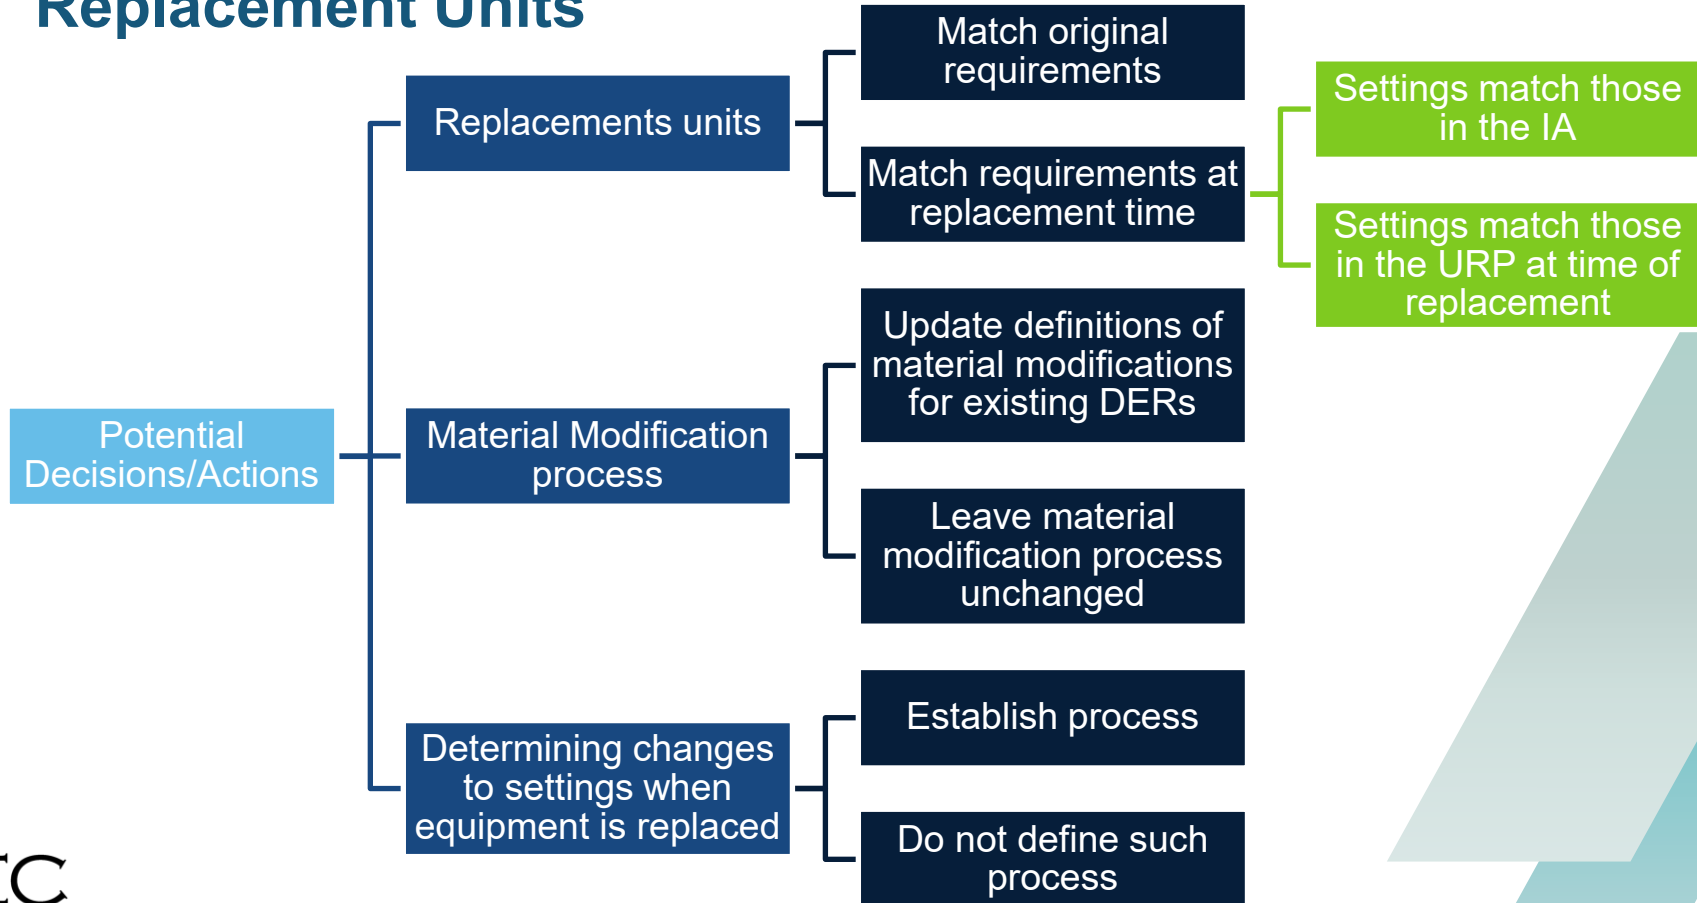 Replacement Units
Match original
requirements
Replacements units
Settings match those
in the IA
Match requirements at
replacement time
Settings match those
in the URP at time of
replacement
Update definitions of
material modifications
for existing DERs
Potential
Decisions/Actions
Material Modification
process
Leave material
modification process
unchanged
Establish process
Determining changes
to settings when
equipment is replaced
Do not define such
process